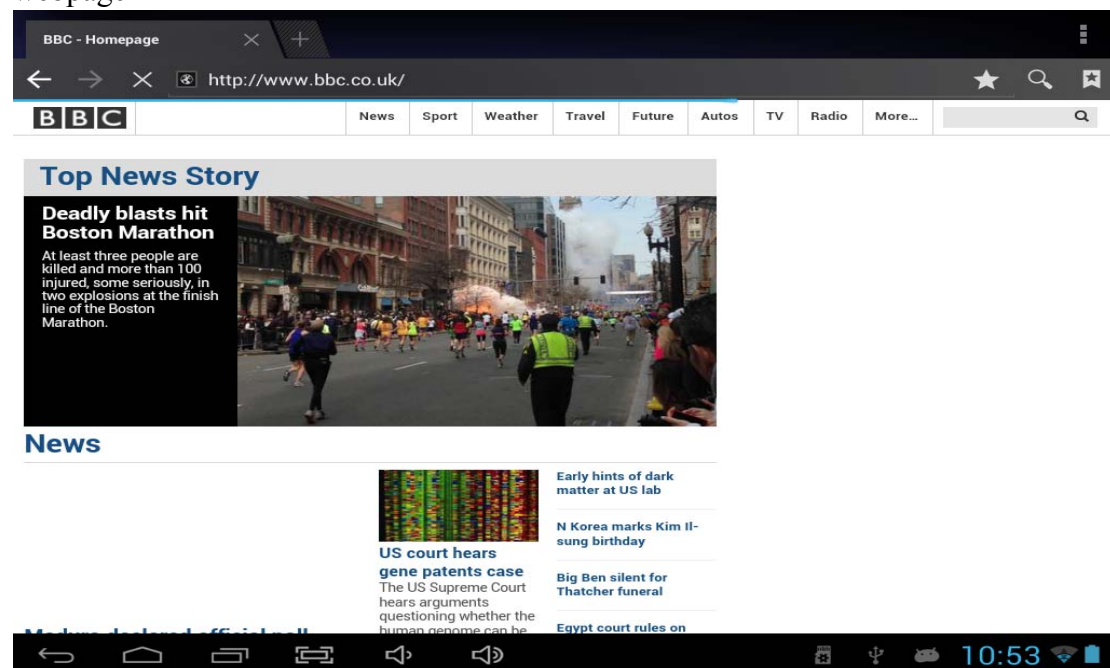 BBC - Homepage
http://www.bbc.co.uk/
BBC News Sport Weather Travel Future Autos TV Radio More...
Top News Story
Deadly blasts hit
Boston Marathon
At least three people are
killed and more than 100
injured, some seriously, in
two explosions at the finish
line of the Boston
Marathon.
News
US court hears
gene patents case
The US Supreme Court
hears arguments
questioning whether the
human genome can be
Early hints of dark
matter at US lab
N Korea marks Kim Il-
sung birthday
Big Ben silent for
Thatcher funeral
Egypt court rules on
10:53